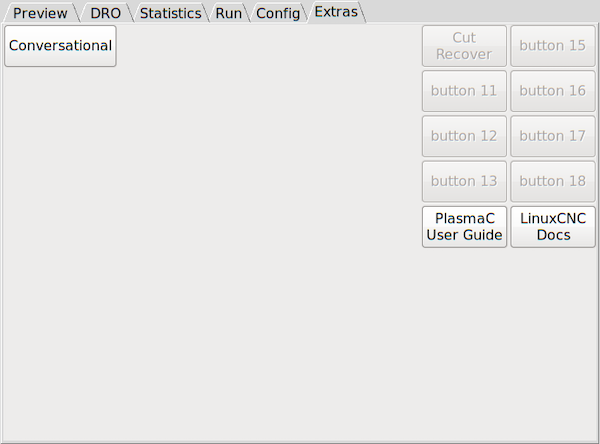 Preview DRO Statistics Run Config Extras
Conversational
Cut
Recover
button 15
button 11
button 16
button 12
button 17
button 13
button 18
PlasmaC
User Guide
LinuxCNC
Docs